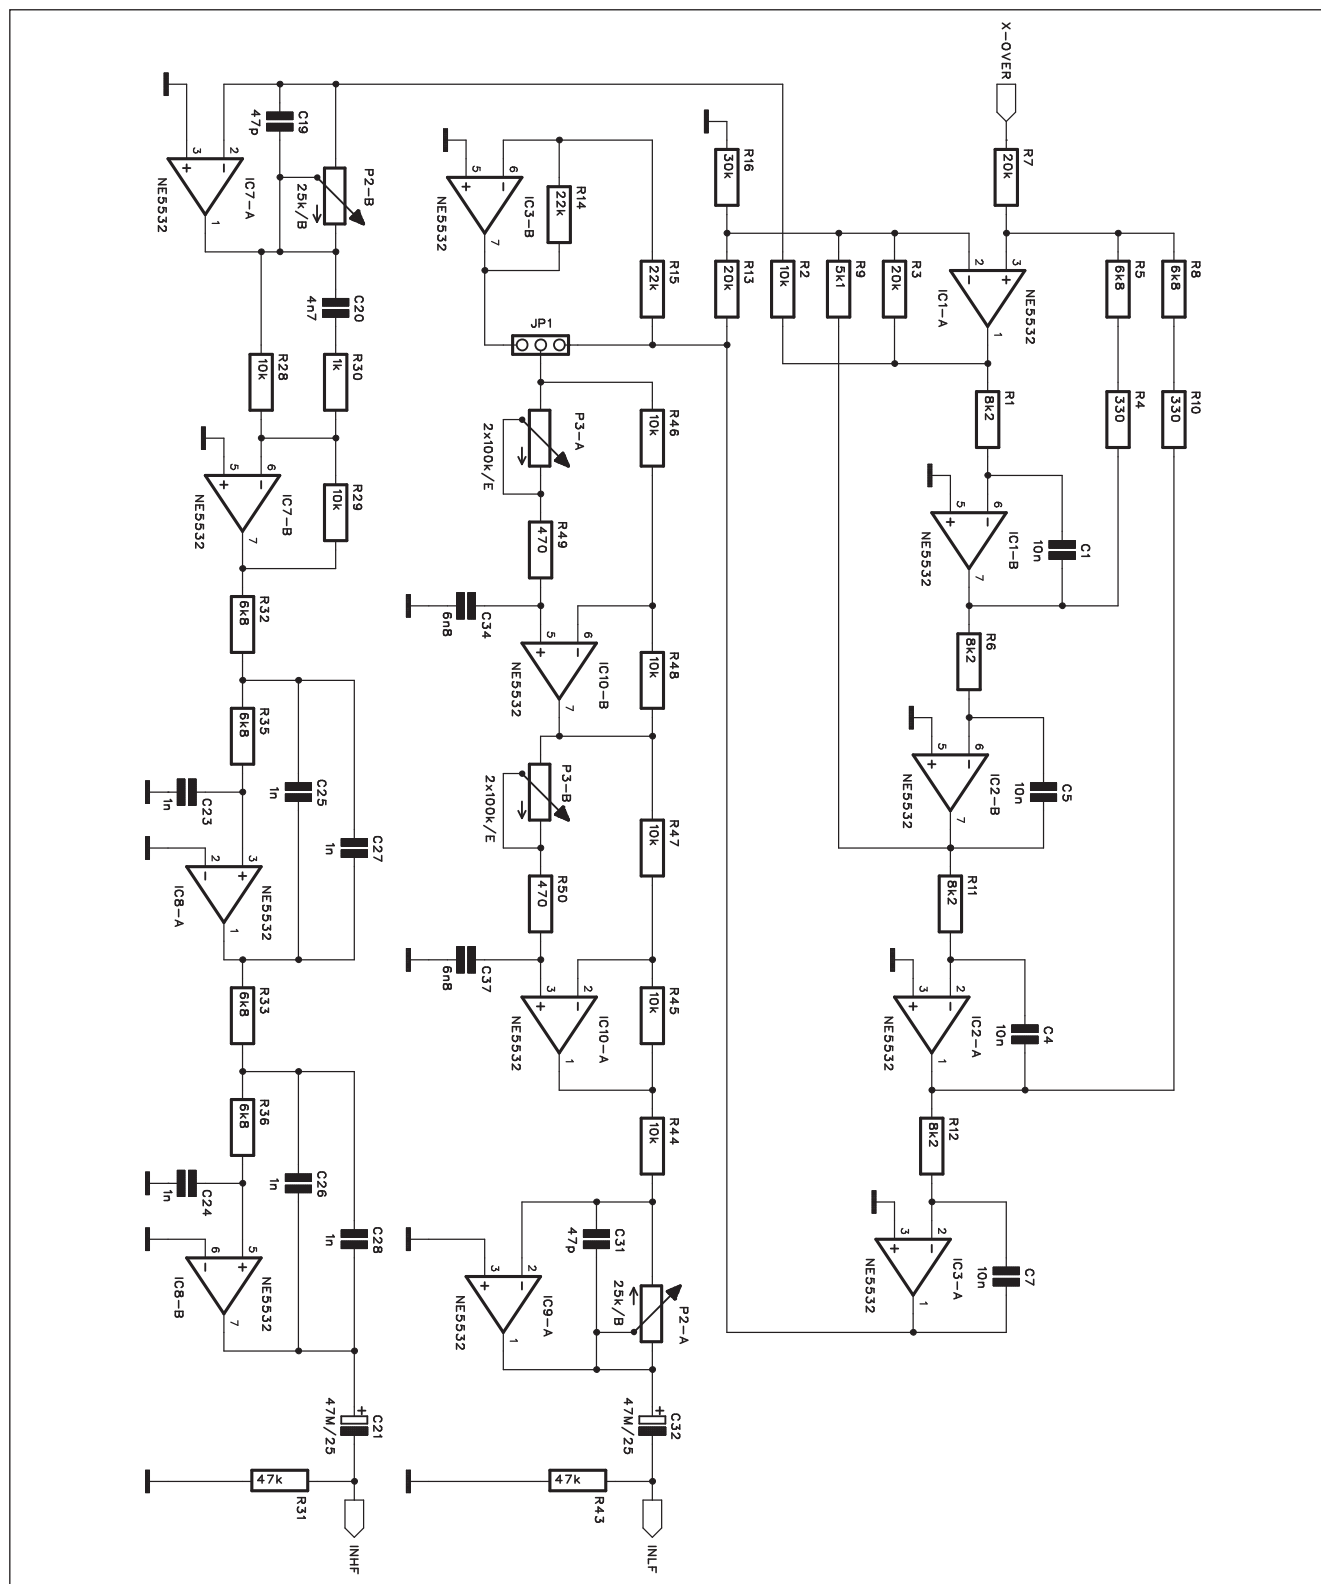 X-OVER
R7
20k
R8
6k8
R10
330
R5
6k8
R4
330
3
2
1
NE5532
IC1-A
R3
20k
R9
5k1
R2
10k
R13
20k
R16
30k
R1
8k2
C1
10n
6
5
7
IC1-B
NE5532
R6
8k2
C5
10n
6
5
7
IC2-B
NE5532
R11
8k2
C4
10n
2
3
1
IC2-A
NE5532
R12
8k2
C7
10n
2
3
1
IC3-A
NE5532
R15
22k
R14
22k
6
5
7
IC3-B
NE5532
JP1
R46
10k
P3-A
2x100k/E
R49
470
C34
6n8
6
5
7
IC10-B
NE5532
R48
10k
P3-B
2x100k/E
R47
10k
R50
470
C37
6n8
2
3
1
IC10-A
NE5532
R45
10k
R44
10k
C31
47p
P2-A
25k/B
2
3
1
IC9-A
NE5532
C32
+
47M/25
R43
47k
INLF
C19
47p
P2-B
25k/B
2
3
1
IC7-A
NE5532
C20
4n7
R30
1k
R28
10k
6
5
7
IC7-B
NE5532
R29
10k
R32
6k8
R35
6k8
C25
1n
C27
1n
C23
1n
3
2
1
NE5532
IC8-A
R33
6k8
R36
6k8
C26
1n
C28
1n
C24
1n
5
6
7
NE5532
IC8-B
C21
+
47M/25
R31
47k
INHF